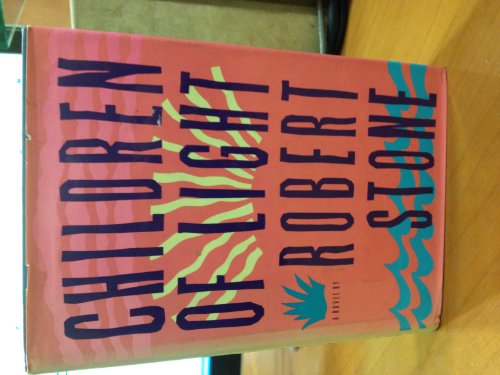 CHILDREN
OF LIGHT
A NOVEL BY
ROBERT
STONE